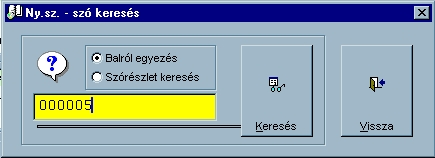 Ny.sz. - szó keresés
Balról egyezés
Szórészlet keresés
000005
Keresés
Vissza